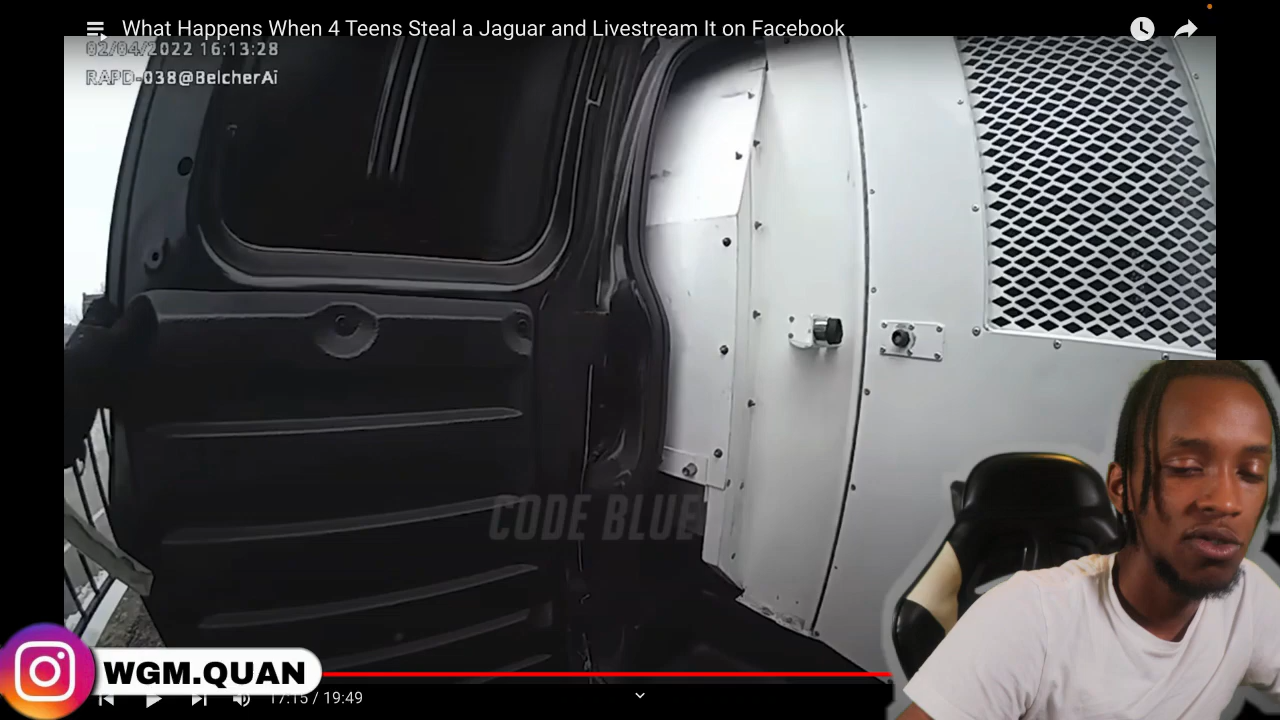 What Happens When 4 Teens Steal a Jaguar and Livestream It on Facebook
02/04/2022 16:13:28
RAPD-038@BelcherAi
CODE BLUE
WGM.QUAN
17:15 / 19:49